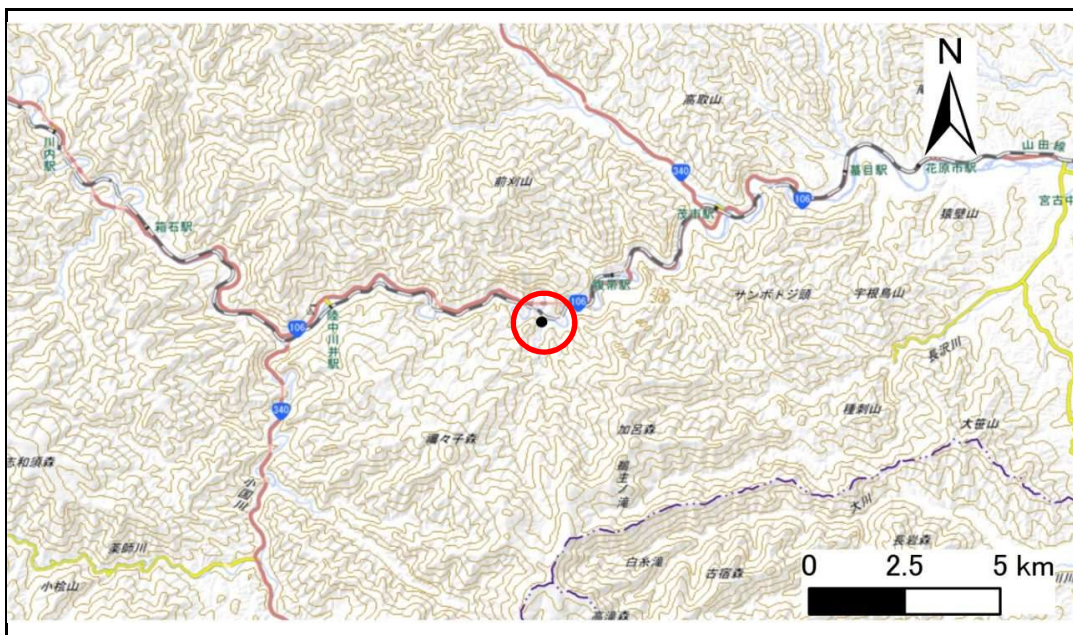 N
高取山
山田線
川内駅
340
蟇目駅
花原市駅
宮古中
前刈山
茂市駅
106
猿壁山
箱石駅
腹帯駅
サンボトジ頭
宇根鳥山
106
106
陸中川井駅
長沢川
340
種刺山
大笹山
加呂森
志和須森
小国川
大川
薬師川
長岩森
白糸滝
古宿森
小桧山
高滝森
0 2.5 5 km